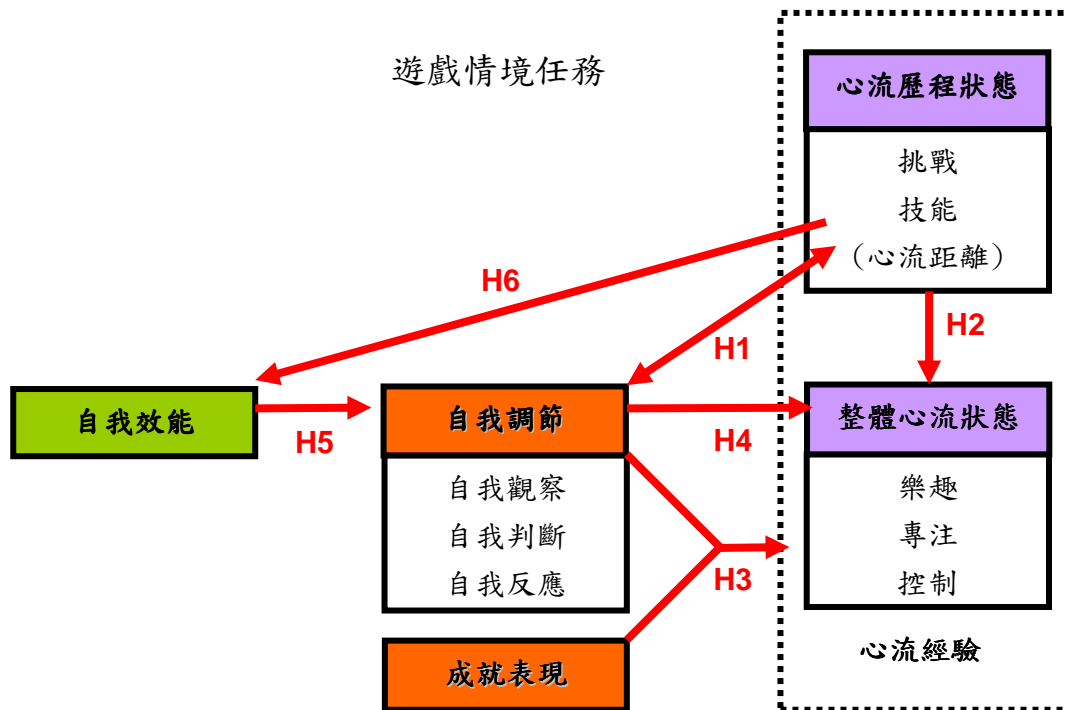 遊戲情境任務
心流歷程狀態
挑戰
技能
（心流距離）
H6
H1
H2
自我效能
H5
自我調節
H4
整體心流狀態
自我觀察
自我判斷
自我反應
H3
樂趣
專注
控制
成就表現
心流經驗